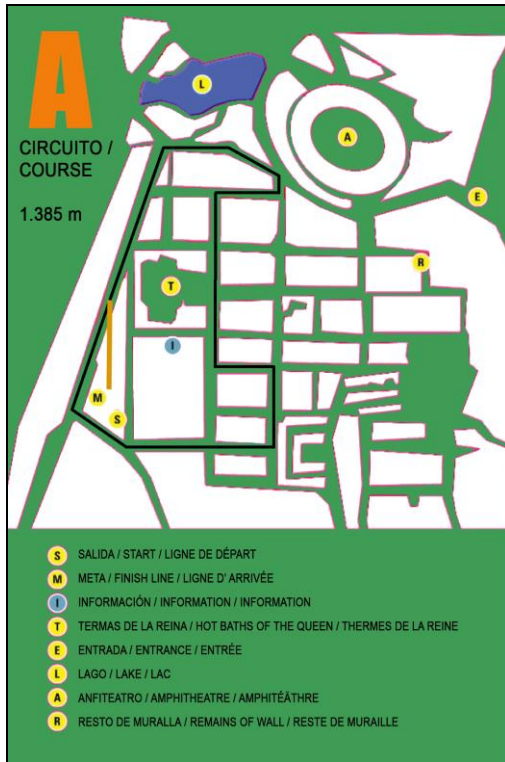 A
CIRCUITO /
COURSE
1.385 m
L
A
E
R
T
I
M
S
S SALIDA / START / LIGNE DE DÉPART
M META / FINISH LINE / LIGNE D' ARRIVÉE
I INFORMACIÓN / INFORMATION / INFORMATION
T TERMAS DE LA REINA / HOT BATHS OF THE QUEEN / THERMES DE LA REINE
E ENTRADA / ENTRANCE / ENTRÉE
L LAGO / LAKE / LAC
A ANFITEATRO / AMPHITHEATRE / AMPHITÊÂTHRE
R RESTO DE MURALLA / REMAINS OF WALL / RESTE DE MURAILLE